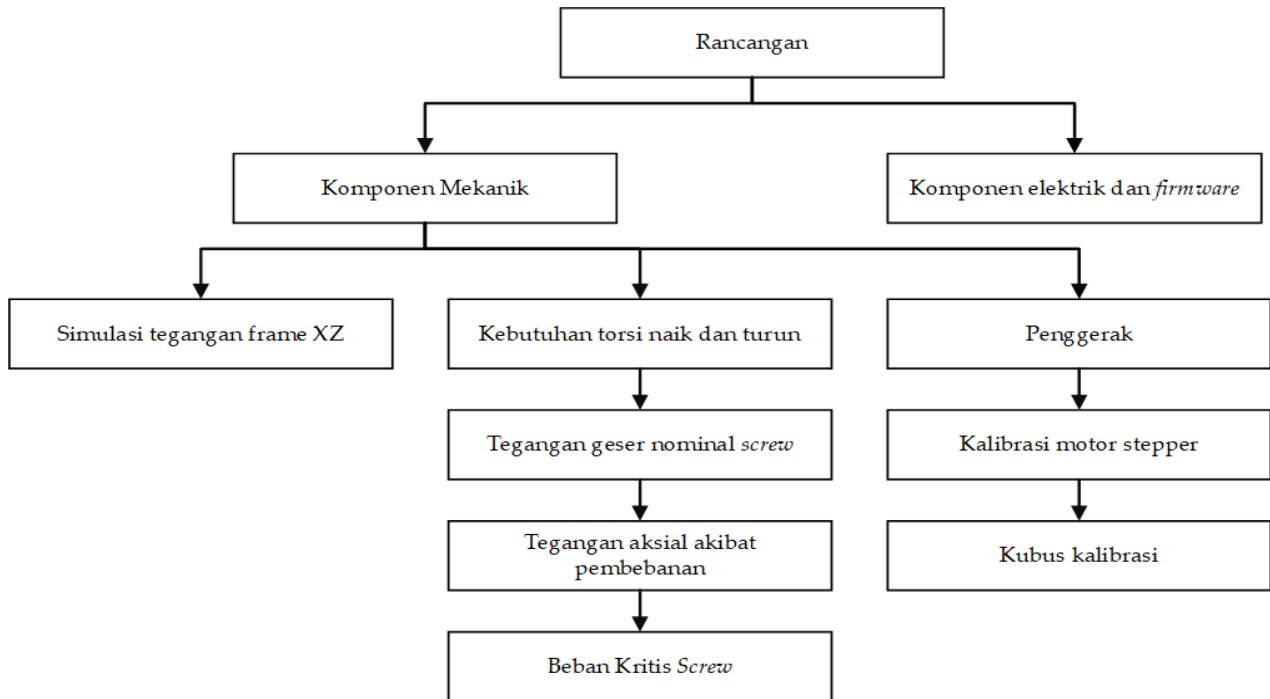 Rancangan
Komponen Mekanik
Komponen elektrik dan firmware
Simulasi tegangan frame XZ
Kebutuhan torsi naik dan turun
Penggerak
Tegangan geser nominal screw
Kalibrasi motor stepper
Tegangan aksial akibat
pembebanan
Kubus kalibrasi
Beban Kritis Screw